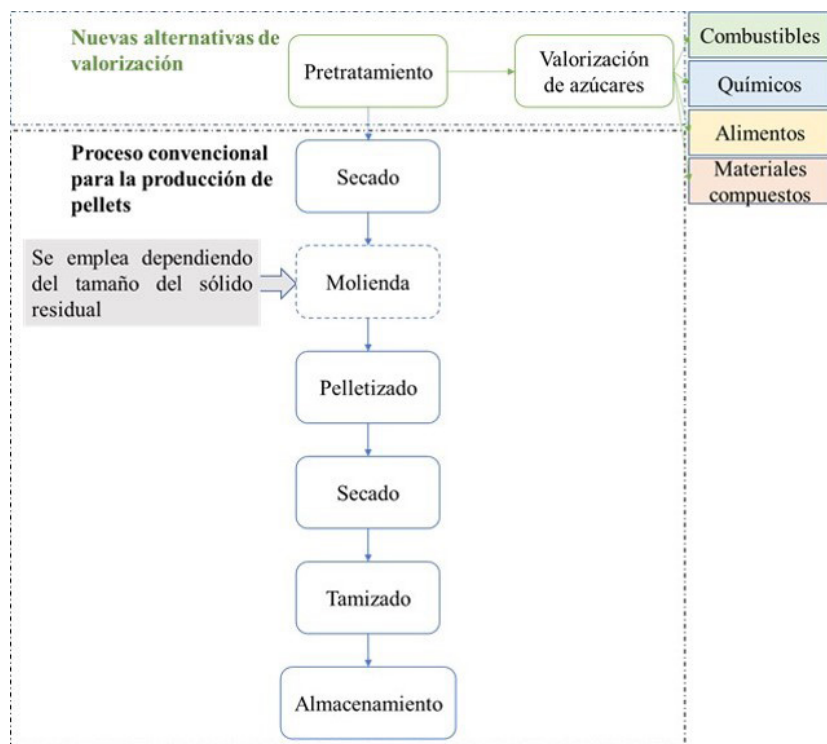 Nuevas alternativas de
valorización
Pretratamiento
Valorización
de azúcares
Combustibles
Químicos
Alimentos
Materiales
compuestos
Proceso convencional
para la producción de
pellets
Secado
Se emplea dependiendo
del tamaño del sólido
residual
Molienda
Pelletizado
Secado
Tamizado
Almacenamiento